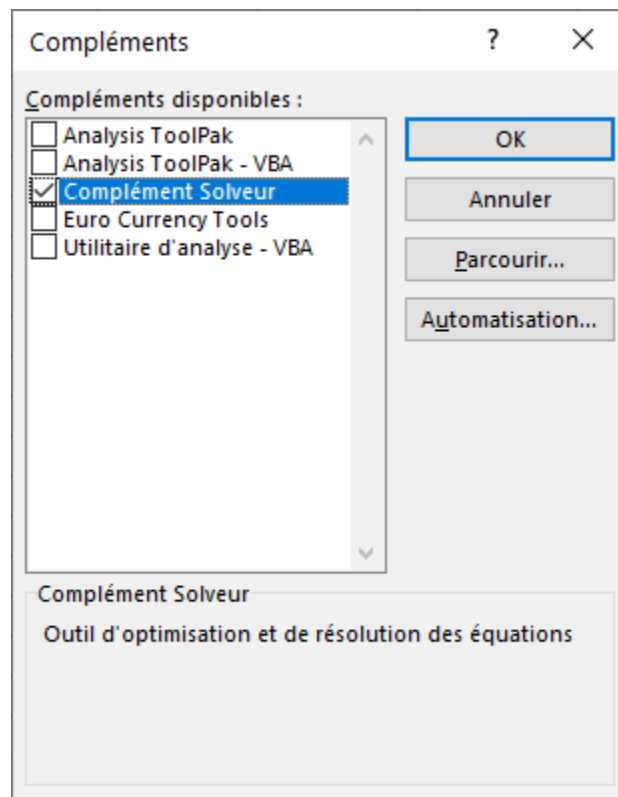 Compléments
?
Compléments disponibles :
Analysis ToolPak
Analysis ToolPak - VBA
Complément Solveur
Euro Currency Tools
Utilitaire d'analyse - VBA
OK
Annuler
Parcourir...
Automatisation...
Complément Solveur
Outil d'optimisation et de résolution des équations